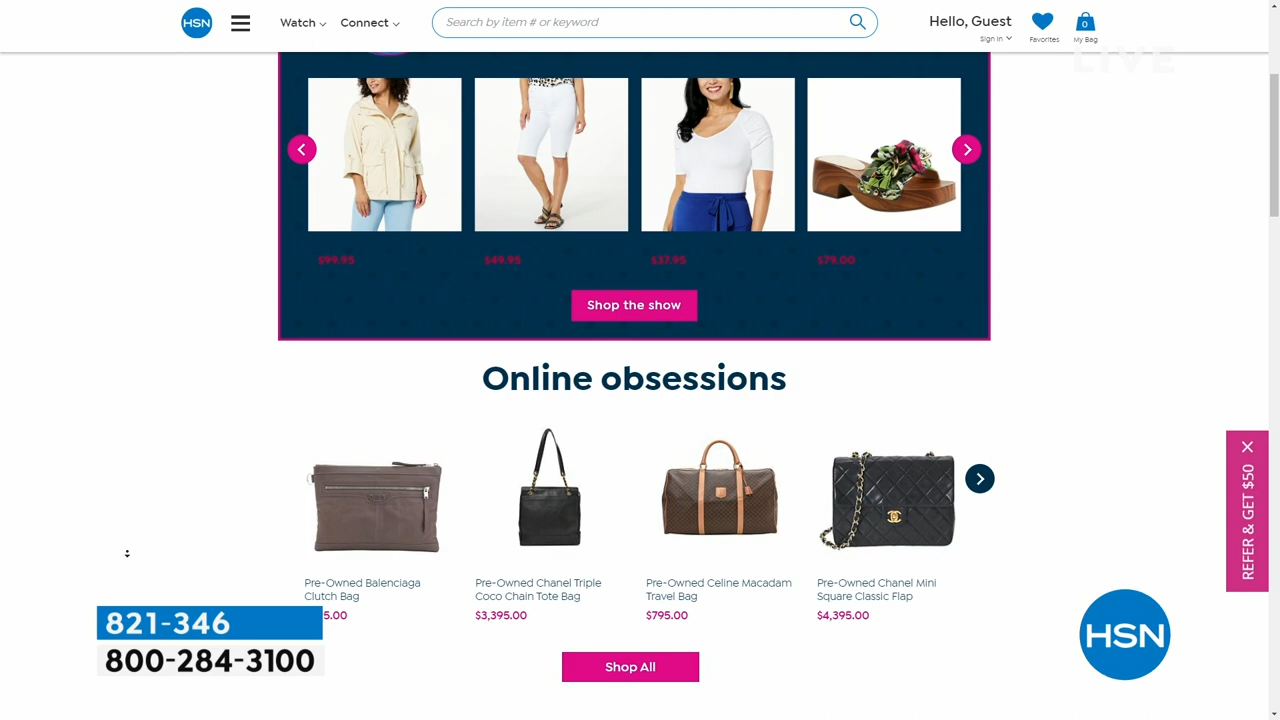 HSN
Watch
Connect
Search by item # or keyword
Hello, Guest
Sign In
Favorites
0
My Bag
LIVE
$99.95
$49.95
$37.95
$79.00
Shop the show
Online obsessions
Pre-Owned Balenciaga
Clutch Bag
5.00
Pre-Owned Chanel Triple
Coco Chain Tote Bag
$3,395.00
Pre-Owned Celine Macadam
Travel Bag
$795.00
Pre-Owned Chanel Mini
Square Classic Flap
$4,395.00
REFER & GET $50
821-346
800-284-3100
HSN
Shop All